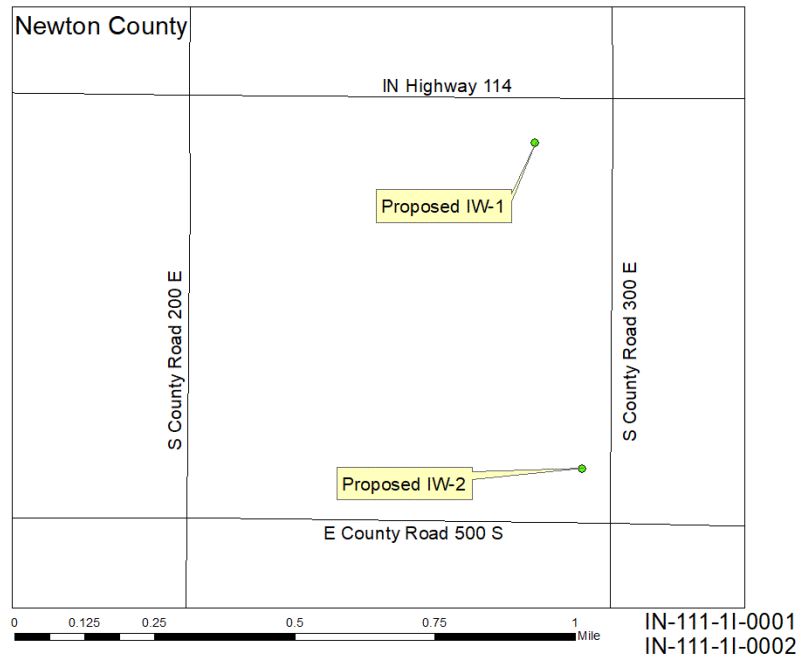 Newton County
IN Highway 114
Proposed IW-1
S County Road 200 E
S County Road 300 E
Proposed IW-2
E County Road 500 S
0 0.125 0.25 0.5 0.75 1
Mile
IN-111-1I-0001
IN-111-1I-0002